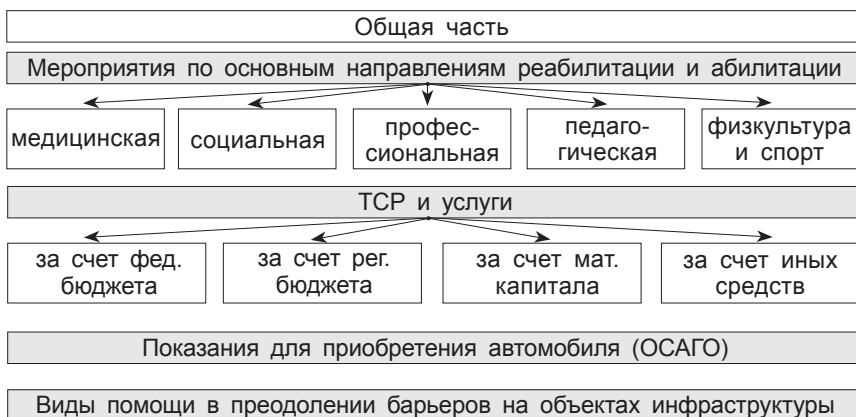 Общая часть
Мероприятия по основным направлениям реабилитации и абилитации
медицинская
социальная
профес-
сиональная
педаго-
гическая
физкультура
и спорт
ТСР и услуги
за счет фед.
бюджета
за счет рег.
бюджета
за счет мат.
капитала
за счет иных
средств
Показания для приобретения автомобиля (ОСАГО)
Виды помощи в преодолении барьеров на объектах инфраструктуры